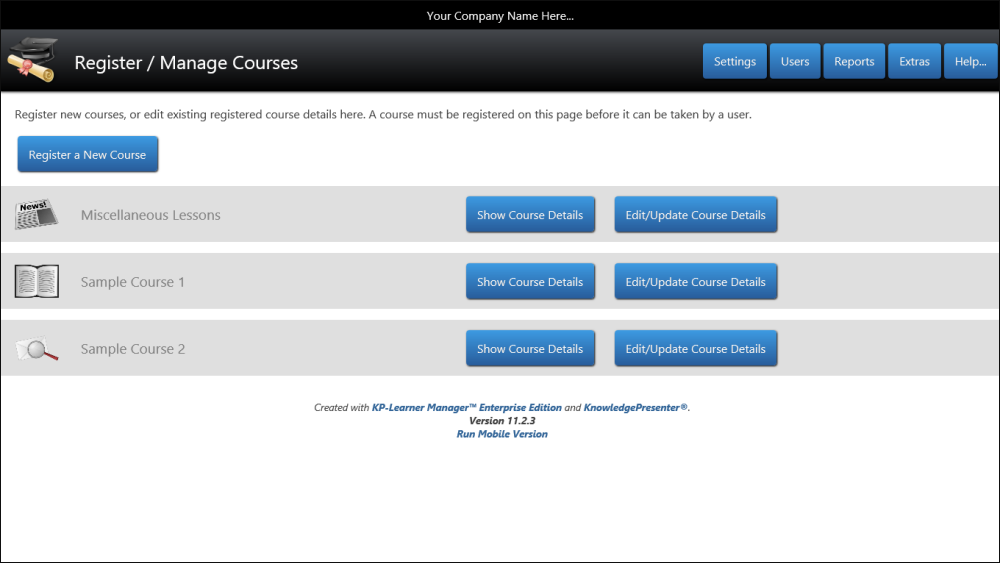 Your Company Name Here...
Register / Manage Courses
Settings
Users
Reports
Extras
Help...
Register new courses, or edit existing registered course details here. A course must be registered on this page before it can be taken by a user.
Register a New Course
News!
Miscellaneous Lessons
Show Course Details
Edit/Update Course Details
Sample Course 1
Show Course Details
Edit/Update Course Details
Sample Course 2
Show Course Details
Edit/Update Course Details
Created with KP-Learner Manager™ Enterprise Edition and KnowledgePresenter®.
Version 11.2.3
Run Mobile Version